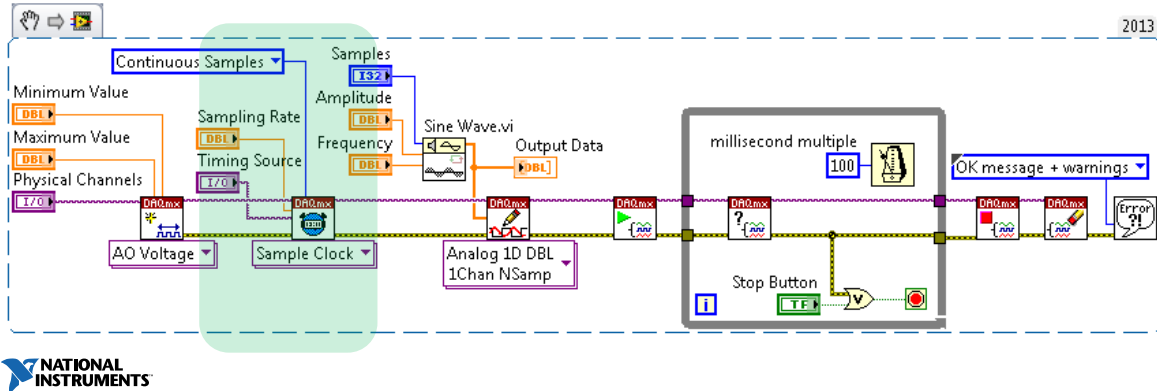 2013
Continuous Samples
Samples
I32
Minimum Value
DBL
Amplitude
DBL
Sampling Rate
DBL
Sine Wave.vi
Maximum Value
DBL
Frequency
DBL
Output Data
DBL]
millisecond multiple
100
Timing Source
I/O
OK message + warnings
Physical Channels
I/O
DAQmx
DAQmx
DAQmx
DAQmx
DAQmx
DAQmx
DAQmx
Error
?!
?
AO Voltage
Sample Clock
Analog 1D DBL
1Chan NSamp
Stop Button
TF
V
i
NATIONAL
INSTRUMENTS